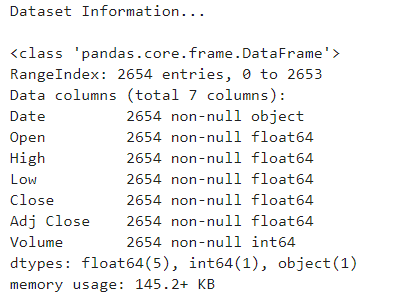 Dataset Information...
<class 'pandas.core.frame.DataFrame'>
RangeIndex: 2654 entries, 0 to 2653
Data columns (total 7 columns):
Date         2654 non-null object
Open         2654 non-null float64
High         2654 non-null float64
Low          2654 non-null float64
Close        2654 non-null float64
Adj Close    2654 non-null float64
Volume       2654 non-null int64
dtypes: float64(5), int64(1), object(1)
memory usage: 145.2+ KB